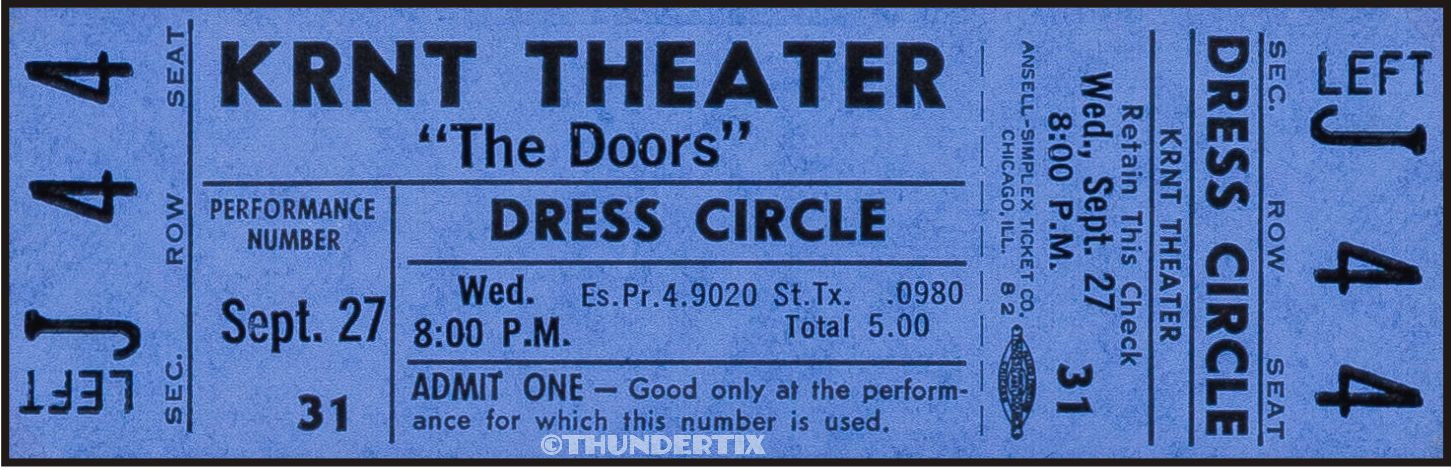 SEAT 4
ROW 4
SEC. LEFT J
KRNT THEATER
“The Doors”
PERFORMANCE
NUMBER
Sept. 27
31
DRESS CIRCLE
Wed.
8:00 P.M.
Es.Pr.4.9020 St.Tx. .0980
Total 5.00
ADMIT ONE — Good only at the perform-
ance for which this number is used.
ANSELL-SIMPLEX TICKET CO.
CHICAGO, ILL. 82
Wed., Sept. 27
8:00 P.M.
31
Retain This Check
KRNT THEATER
DRESS CIRCLE
SEC. LEFT J
ROW 4
SEAT 4
©THUNDERTIX